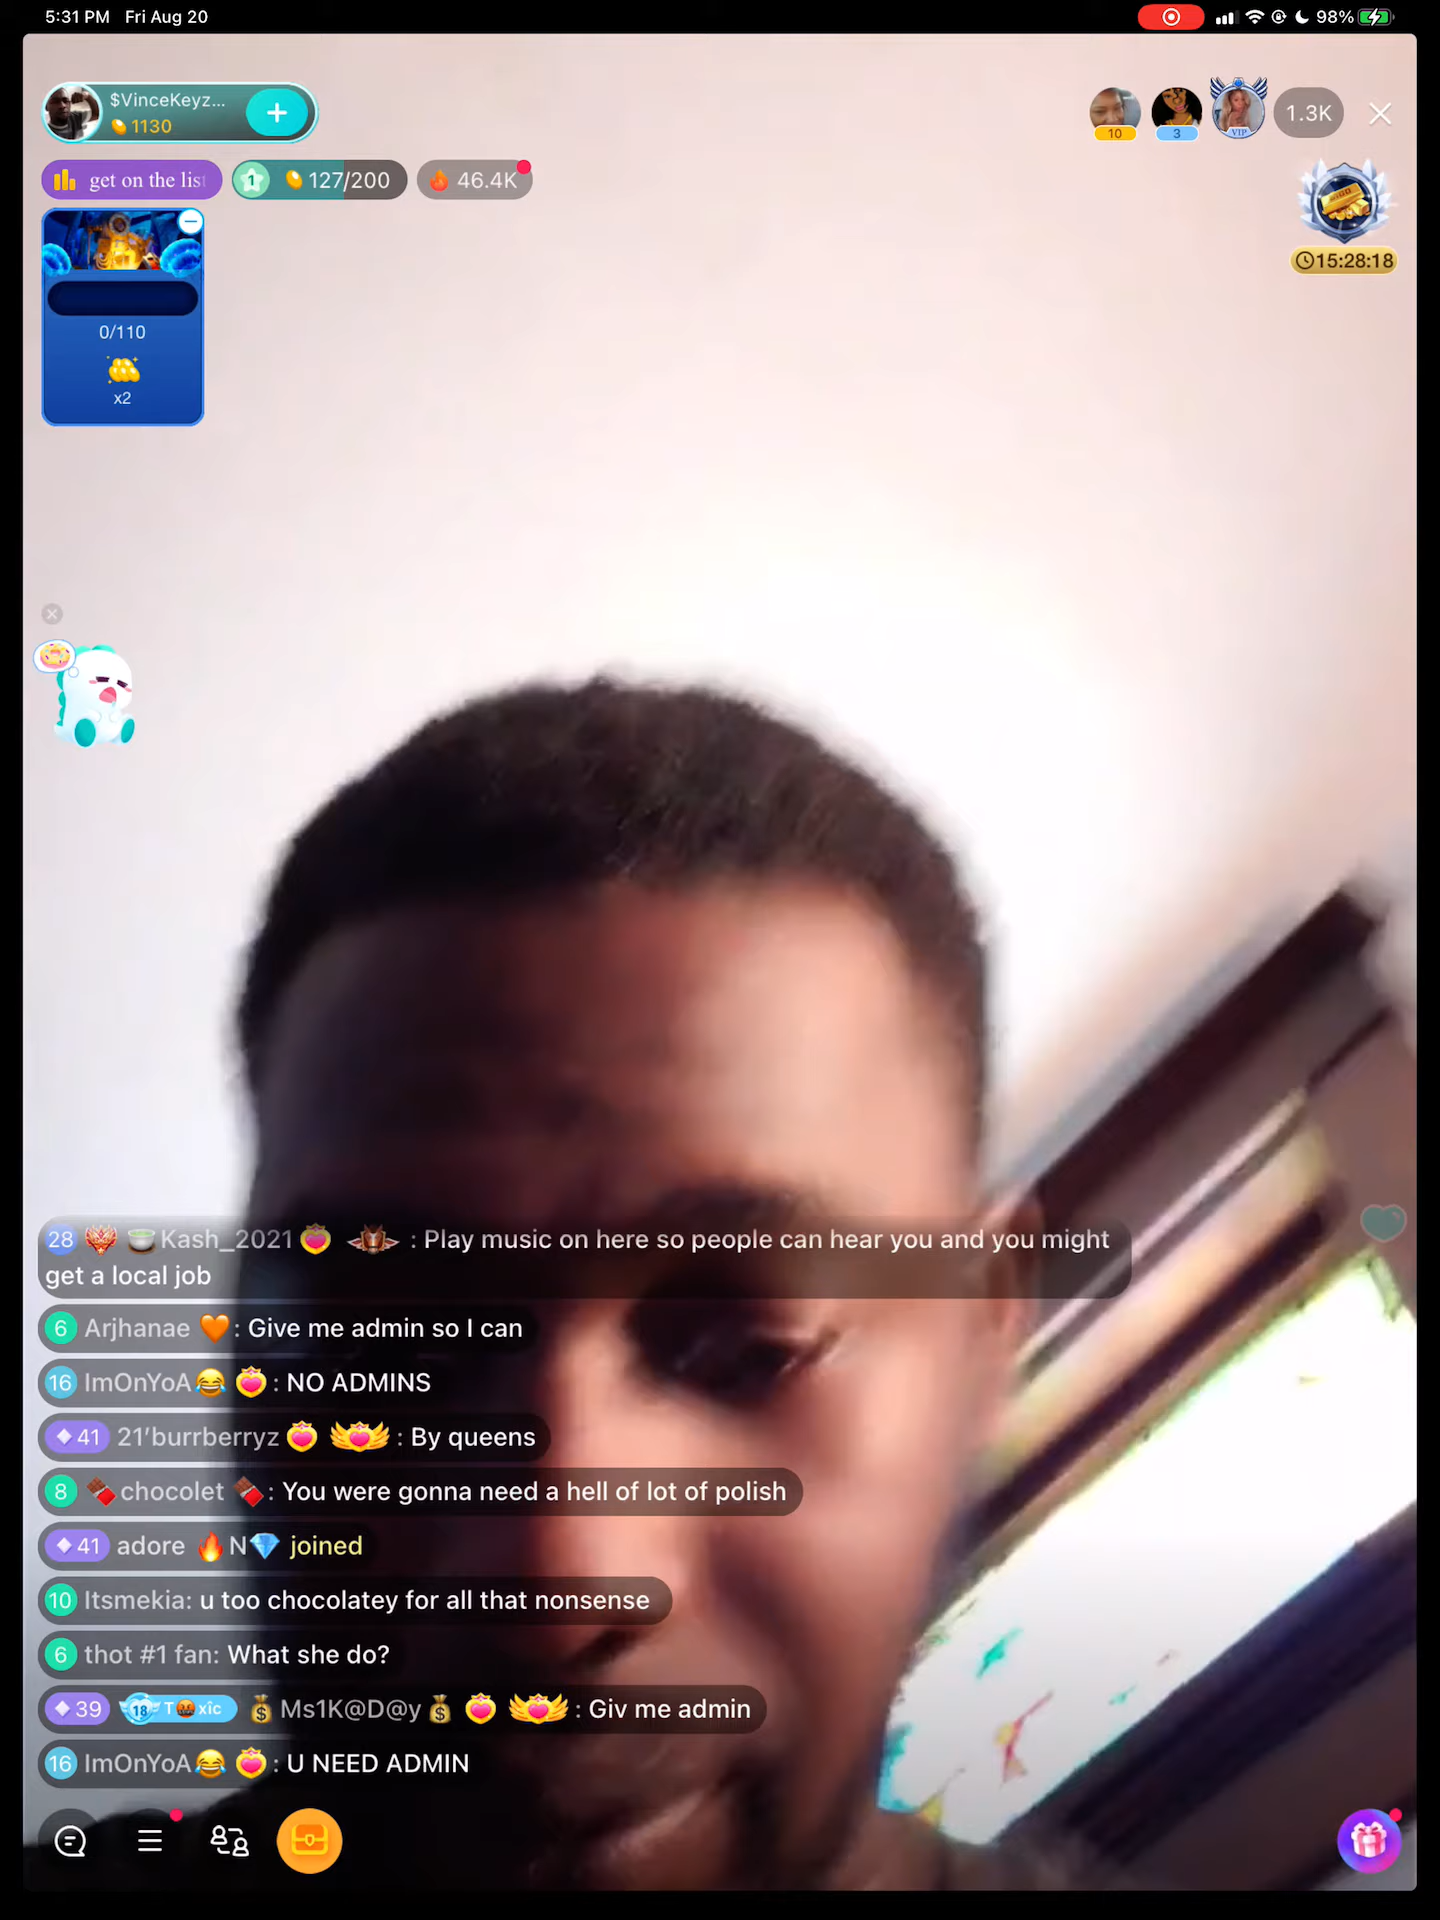 5:31 PM Fri Aug 20
98%
$VinceKeyz...
1130
10
3
VIP
1.3K
get on the lis
1 127/200
46.4K
15:28:18
0/110
x2
28 Kash_2021 : Play music on here so people can hear you and you might
get a local job
6 Arjhanae 🧡: Give me admin so I can
16 ImOnYoA😂 : NO ADMINS
41 21'burrberryz : By queens
8 🍫chocolet 🍫: You were gonna need a hell of lot of polish
41 adore 🔥N💎 joined
10 Itsmekia: u too chocolatey for all that nonsense
6 thot #1 fan: What she do?
39 18 T🤬xîc 💰Ms1K@D@y💰 : Giv me admin
16 ImOnYoA😂 : U NEED ADMIN